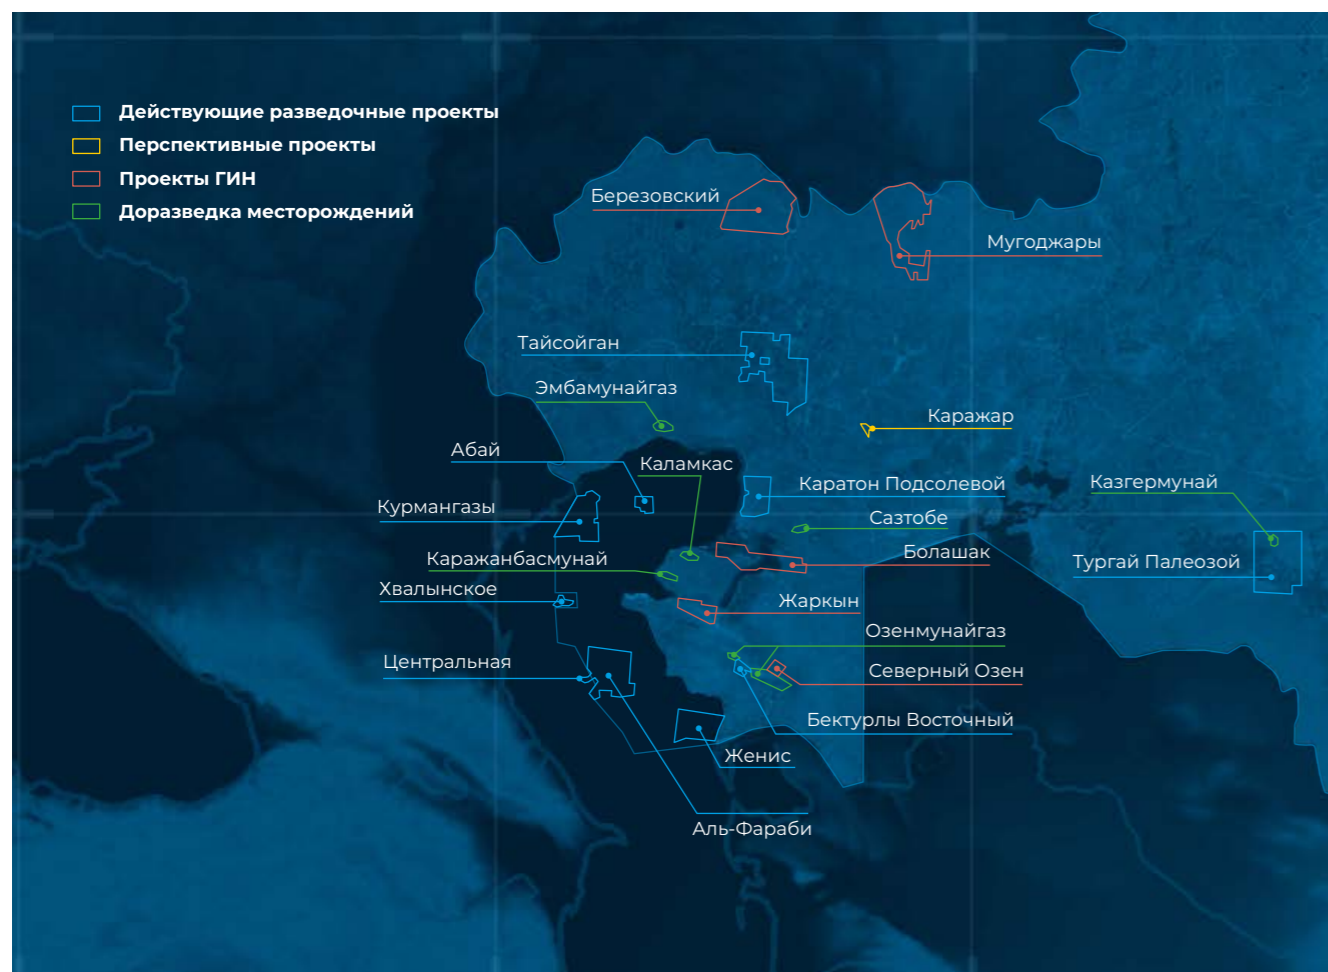 Действующие разведочные проекты
Перспективные проекты
Проекты ГИН
Доразведка месторождений
Березовский
Мугоджары
Тайсойган
Эмбамунайгаз
Каражар
Абай
Каламкас
Каратон Подсолевой
Казгермунай
Курмангазы
Сазтобе
Каражанбасмунай
Болашак
Тургай Палеозой
Хвалынское
Жаркын
Озенмунайгаз
Центральная
Северный Озен
Бектурлы Восточный
Женис
Аль-Фараби